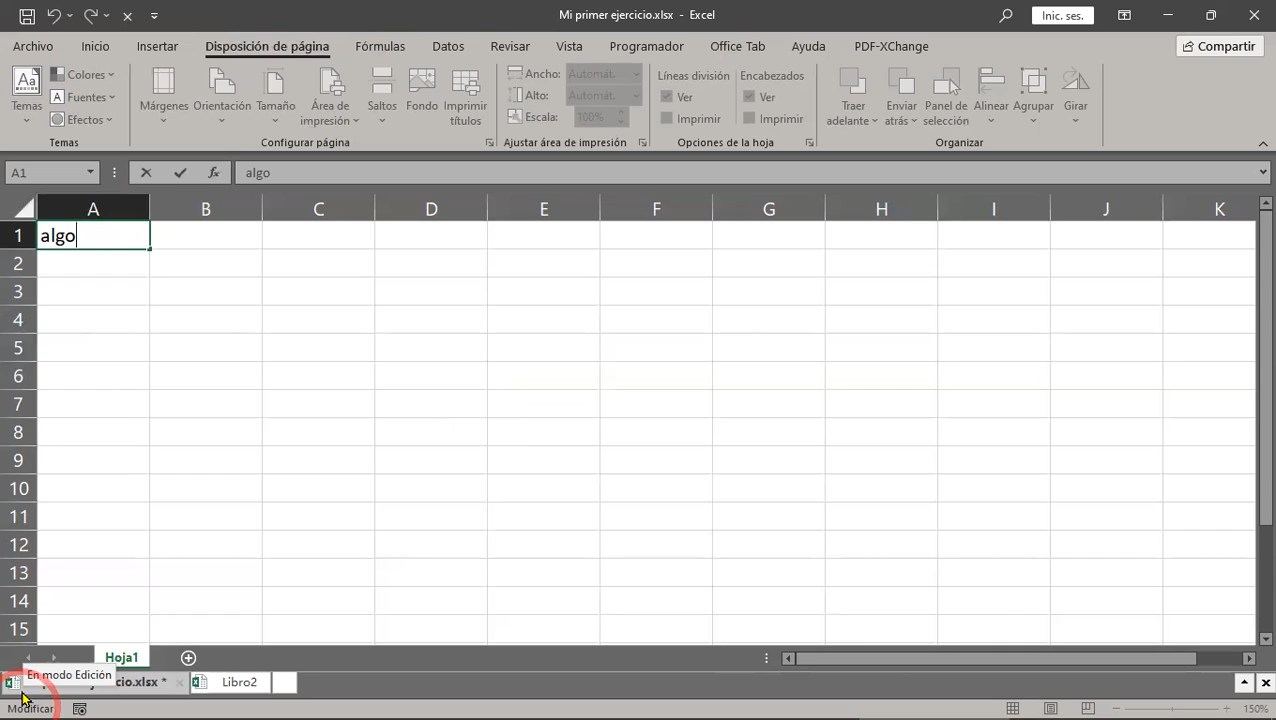 Mi primer ejercicio.xlsx - Excel
Inic. ses.
Archivo Inicio Insertar Disposición de página Fórmulas Datos Revisar Vista Programador Office Tab Ayuda PDF-XChange Compartir
Aa
Temas
Colores
Fuentes
Efectos
Márgenes
Orientación
Tamaño
Área de impresión
Saltos
Fondo
Imprimir títulos
Ancho: Automát.
Alto: Automát.
Escala: 100%
Líneas división
Ver
Imprimir
Encabezados
Ver
Imprimir
Traer adelante
Enviar atrás
Panel de selección
Alinear
Agrupar
Girar
Temas Configurar página Ajustar área de impresión Opciones de la hoja Organizar
A1 fx algo
A B C D E F G H I J K
1 algo
2
3
4
5
6
7
8
9
10
11
12
13
14
15
Hoja1
En modo Edición
cio.xlsx * Libro2
Modificar 150%